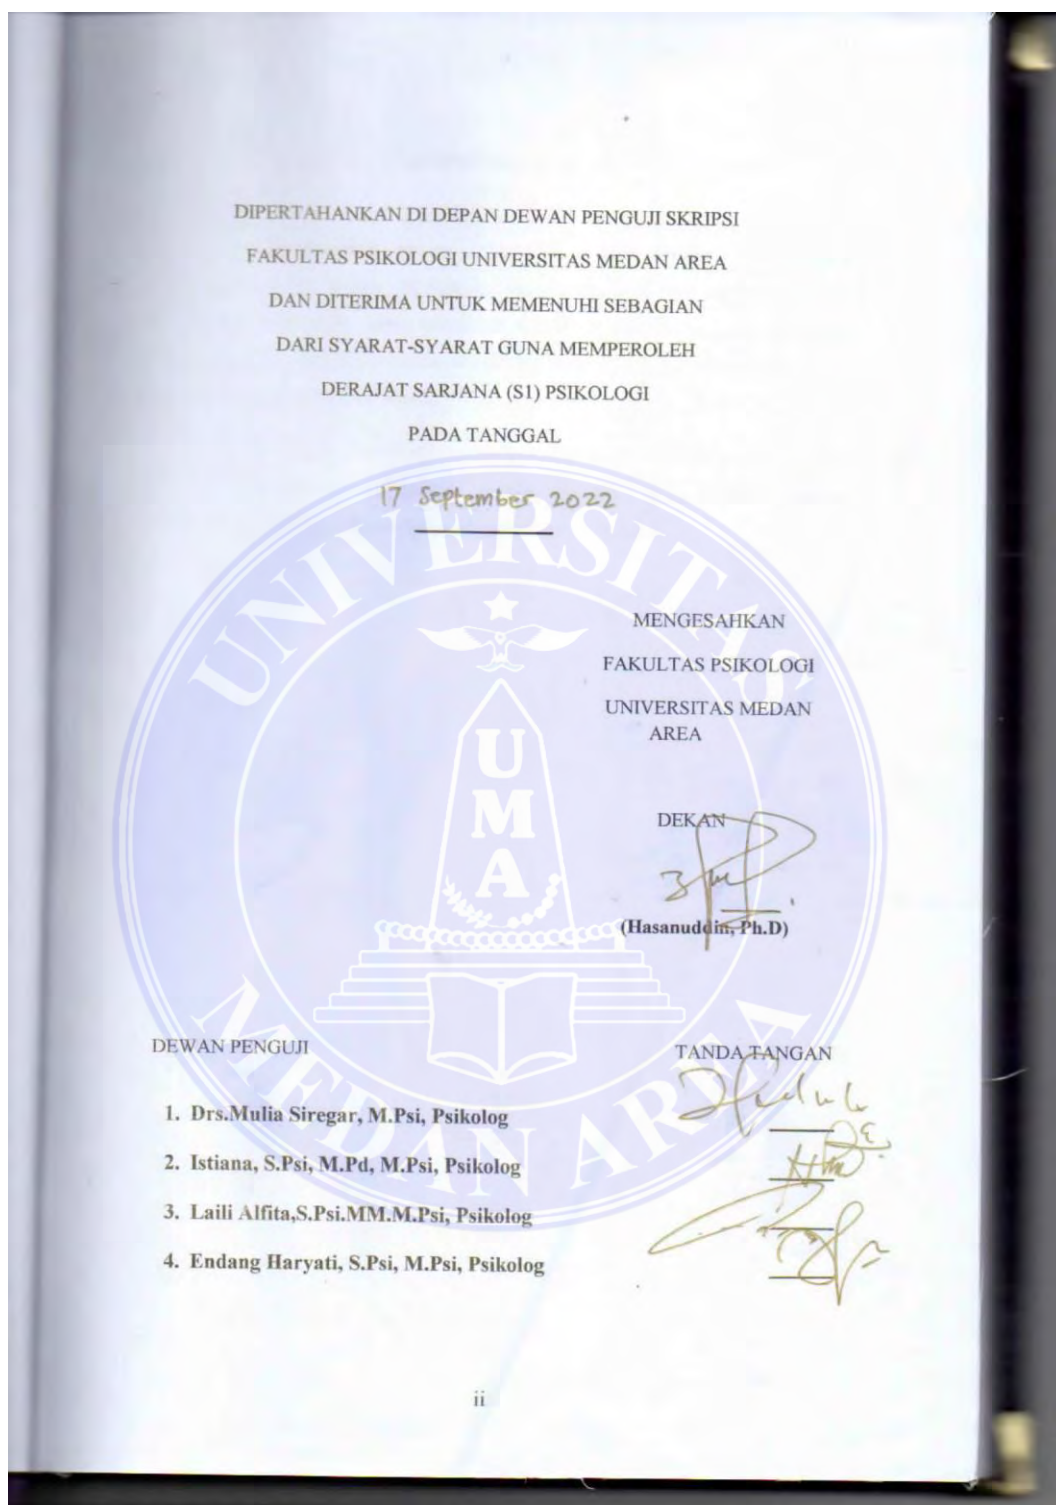 DIPERTAHANKAN DI DEPAN DEWAN PENGUJI SKRIPSI
FAKULTAS PSIKOLOGI UNIVERSITAS MEDAN AREA
DAN DITERIMA UNTUK MEMENUHI SEBAGIAN
DARI SYARAT-SYARAT GUNA MEMPEROLEH
DERAJAT SARJANA (S1) PSIKOLOGI
PADA TANGGAL
17 September 2022
UNIVERSITAS
MENGESAHKAN
FAKULTAS PSIKOLOGI
UNIVERSITAS MEDAN
AREA
U
M
A
DEKAN
(Hasanuddin, Ph.D)
MEDAN AREA
DEWAN PENGUJI
TANDA TANGAN
1. Drs.Mulia Siregar, M.Psi, Psikolog
2. Istiana, S.Psi, M.Pd, M.Psi, Psikolog
3. Laili Alfita,S.Psi.MM.M.Psi, Psikolog
4. Endang Haryati, S.Psi, M.Psi, Psikolog
ii